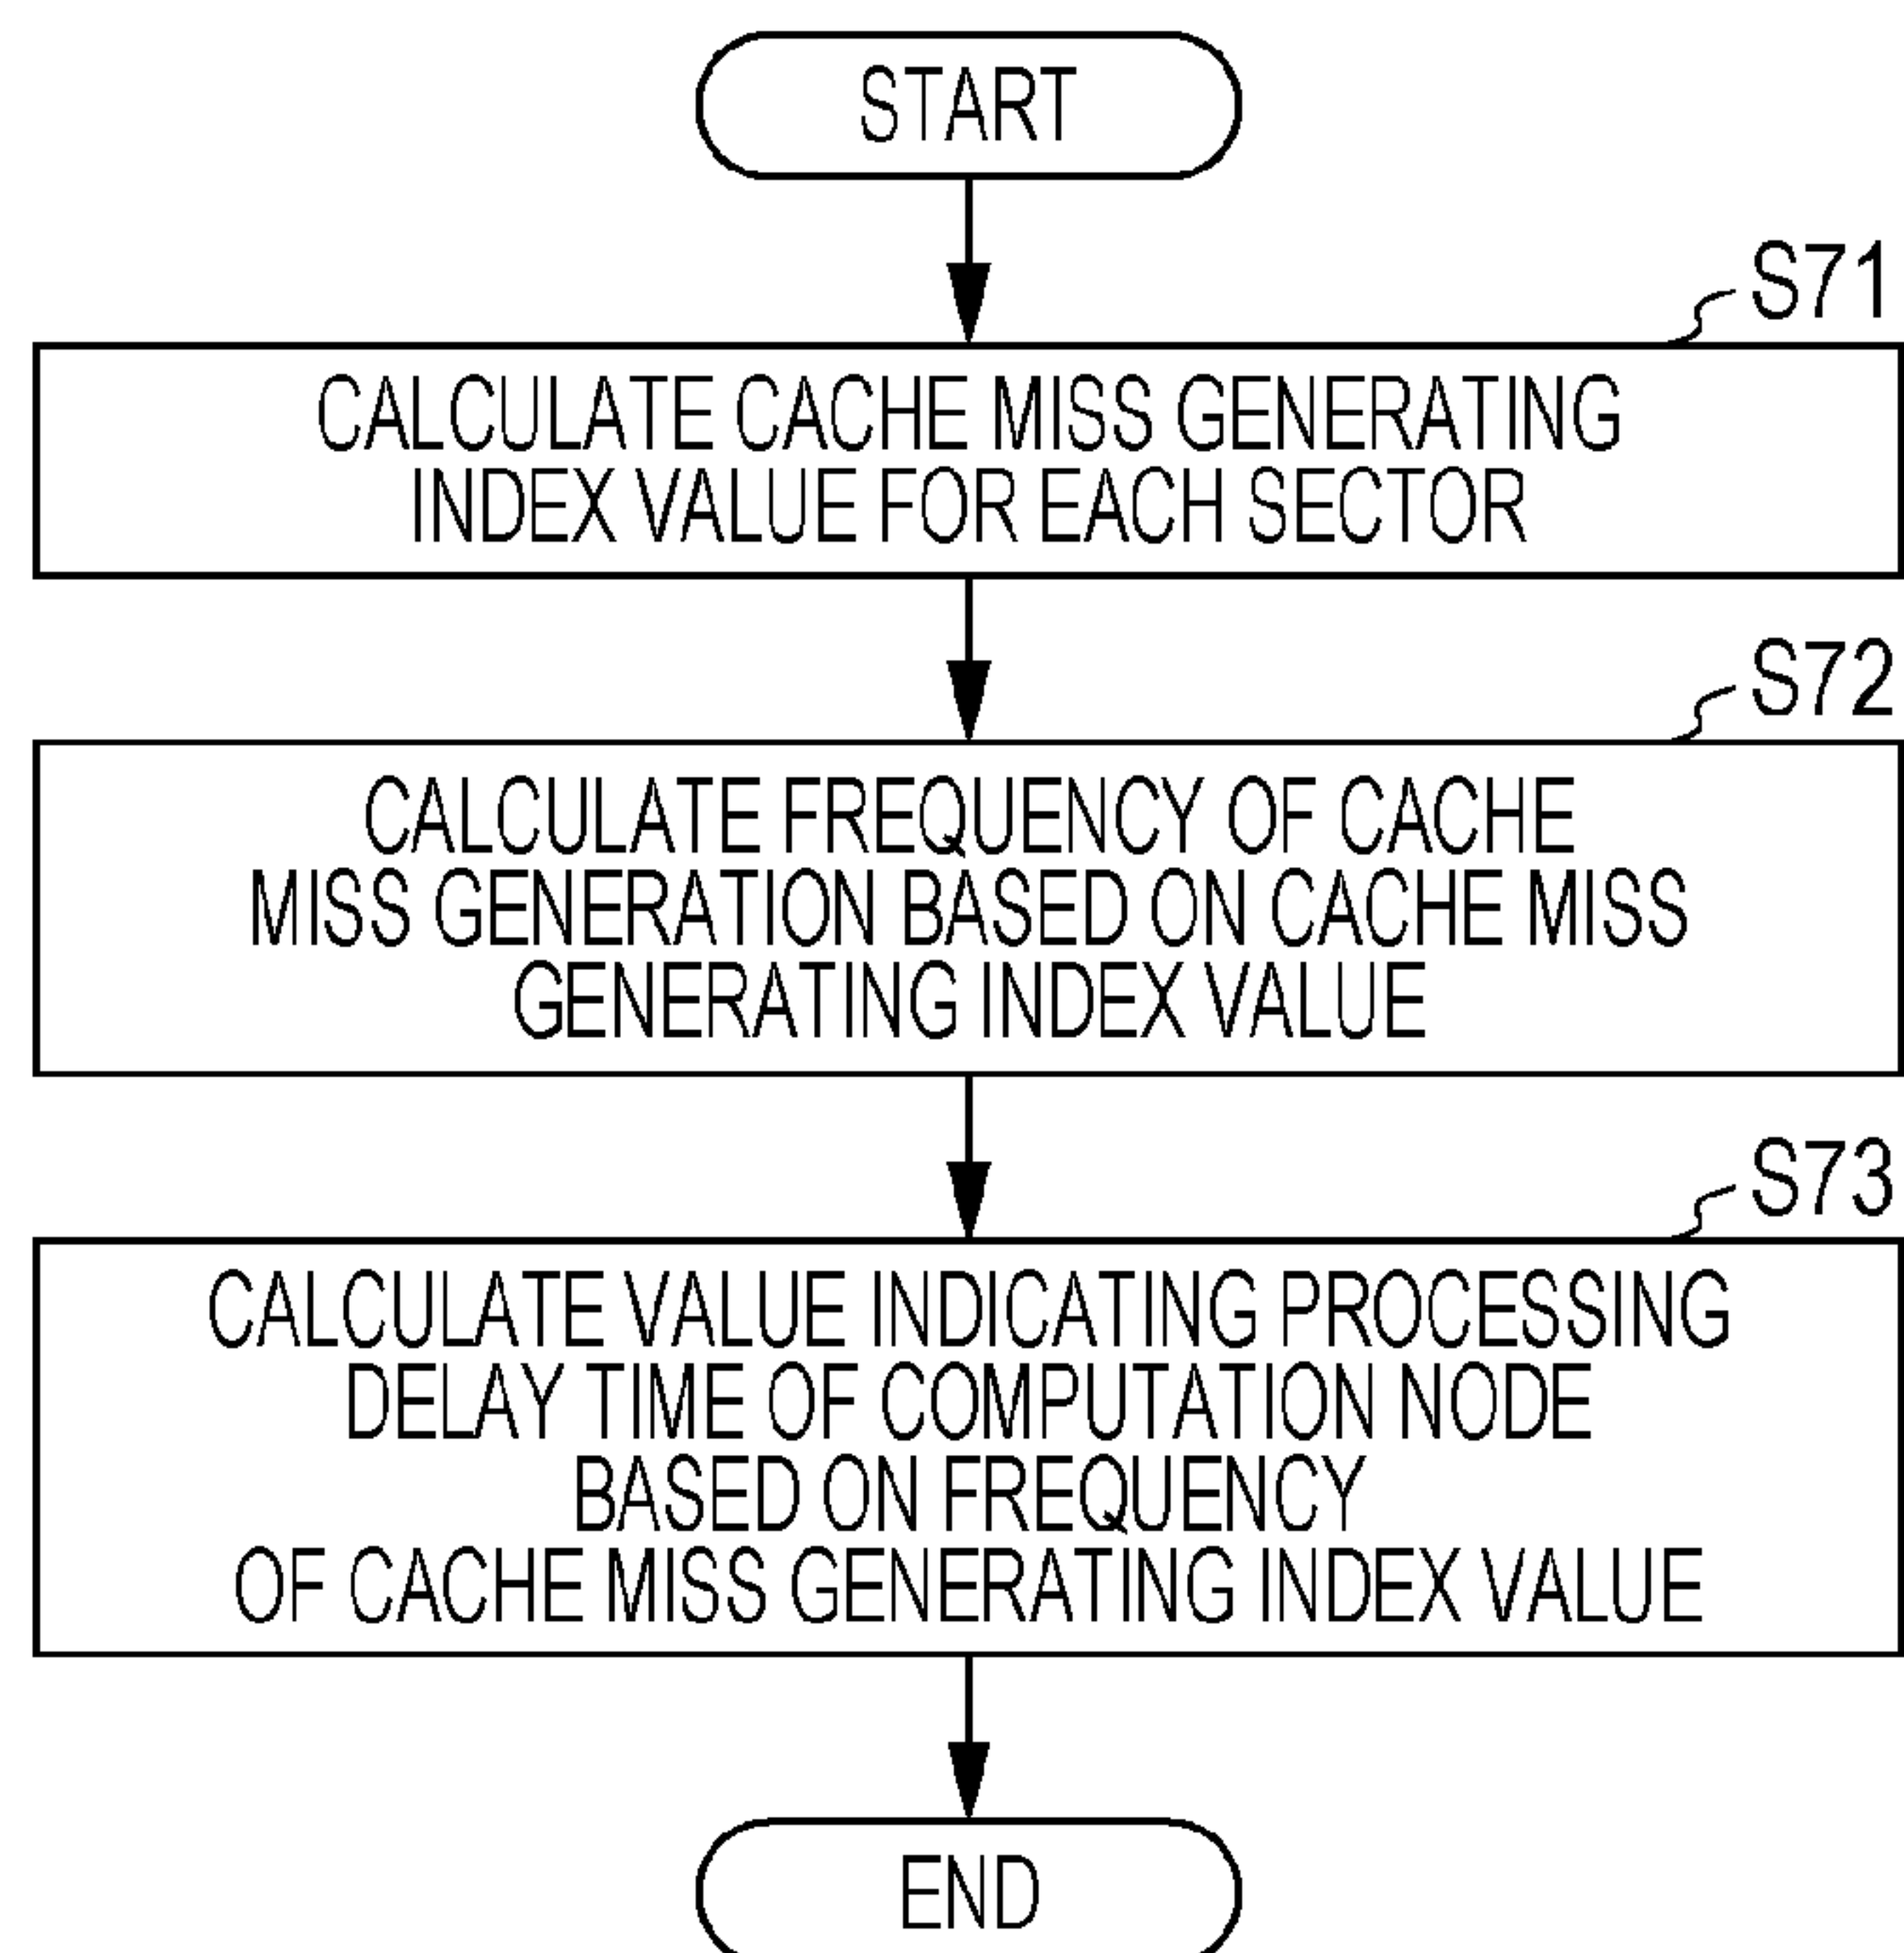 START
S71
CALCULATE CACHE MISS GENERATING
INDEX VALUE FOR EACH SECTOR
S72
CALCULATE FREQUENCY OF CACHE
MISS GENERATION BASED ON CACHE MISS
GENERATING INDEX VALUE
S73
CALCULATE VALUE INDICATING PROCESSING
DELAY TIME OF COMPUTATION NODE
BASED ON FREQUENCY
OF CACHE MISS GENERATING INDEX VALUE
END